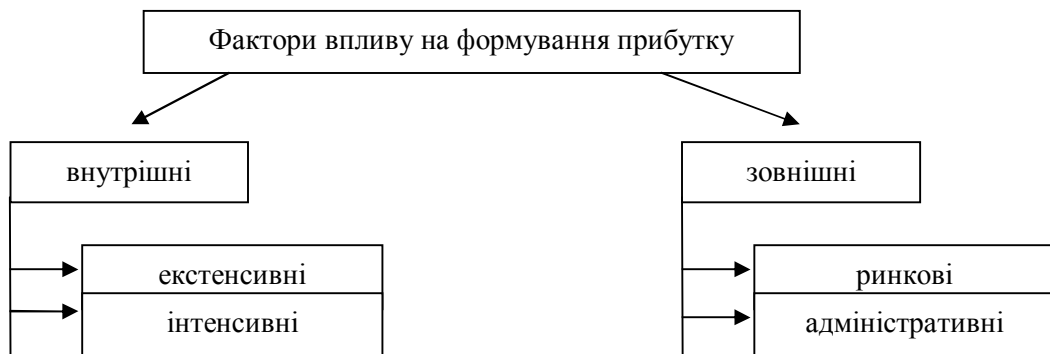 Фактори впливу на формування прибутку
внутрішні
зовнішні
екстенсивні
ринкові
інтенсивні
адміністративні